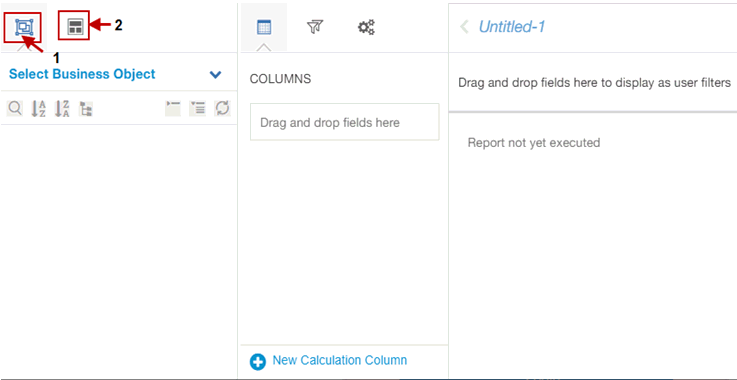 2
1
Select Business Object
A
Z
Z
A
COLUMNS
Drag and drop fields here
New Calculation Column
Untitled-1
Drag and drop fields here to display as user filters
Report not yet executed